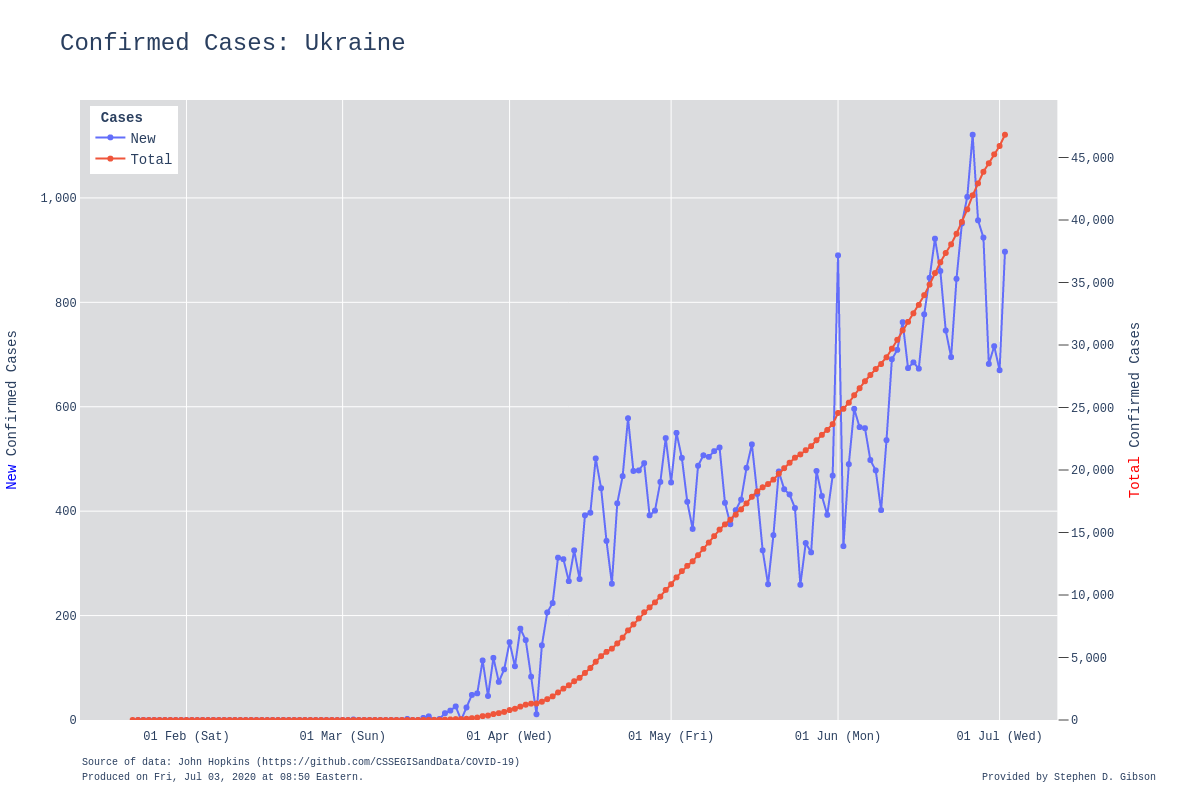 Confirmed Cases: Ukraine
Cases
New
Total
1,000
800
600
400
200
0
New Confirmed Cases
45,000
40,000
35,000
30,000
25,000
20,000
15,000
10,000
5,000
0
Total Confirmed Cases
01 Feb (Sat) 01 Mar (Sun) 01 Apr (Wed) 01 May (Fri) 01 Jun (Mon) 01 Jul (Wed)
Source of data: John Hopkins (https://github.com/CSSEGISandData/COVID-19)
Produced on Fri, Jul 03, 2020 at 08:50 Eastern.
Provided by Stephen D. Gibson